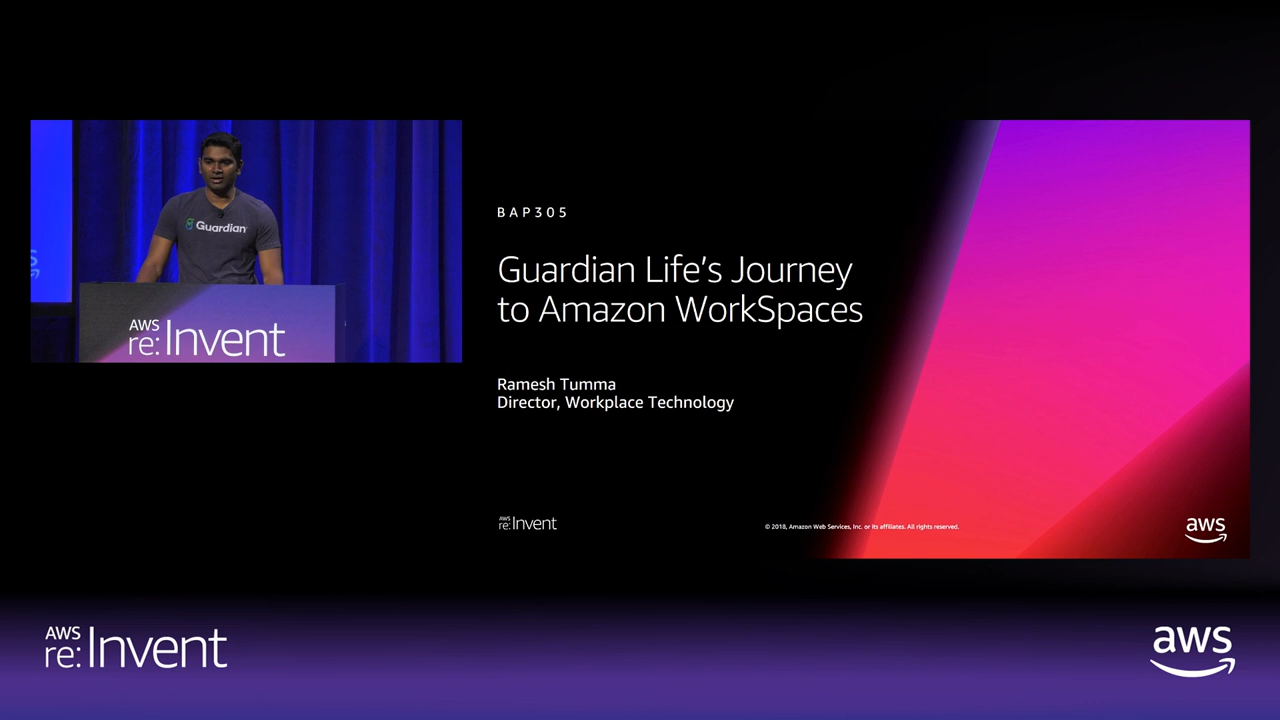 Guardian
AWS
re:Invent
BAP305
Guardian Life's Journey
to Amazon WorkSpaces
Ramesh Tumma
Director, Workplace Technology
AWS
re:Invent
© 2018, Amazon Web Services, Inc. or its affiliates. All rights reserved.
aws
AWS
re:Invent
aws